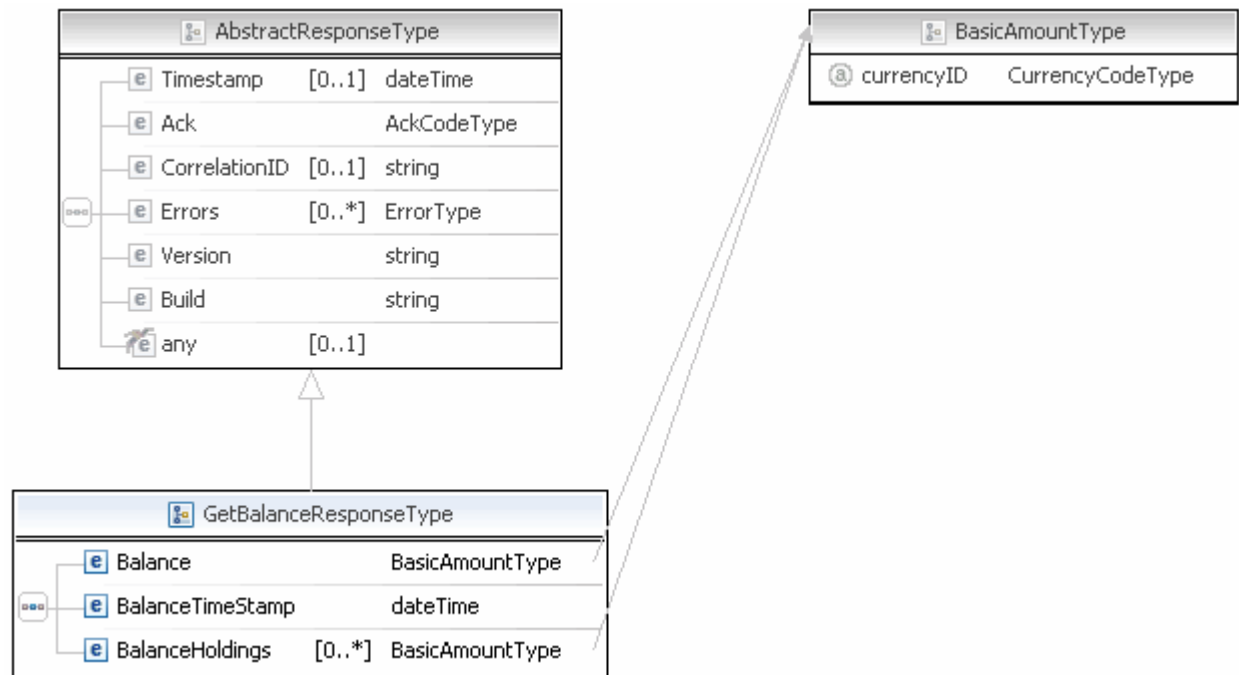 AbstractResponseType
e Timestamp [0..1] dateTime
e Ack AckCodeType
e CorrelationID [0..1] string
e Errors [0..*] ErrorType
e Version string
e Build string
e any [0..1]
BasicAmountType
a currencyID CurrencyCodeType
GetBalanceResponseType
e Balance BasicAmountType
e BalanceTimeStamp dateTime
e BalanceHoldings [0..*] BasicAmountType